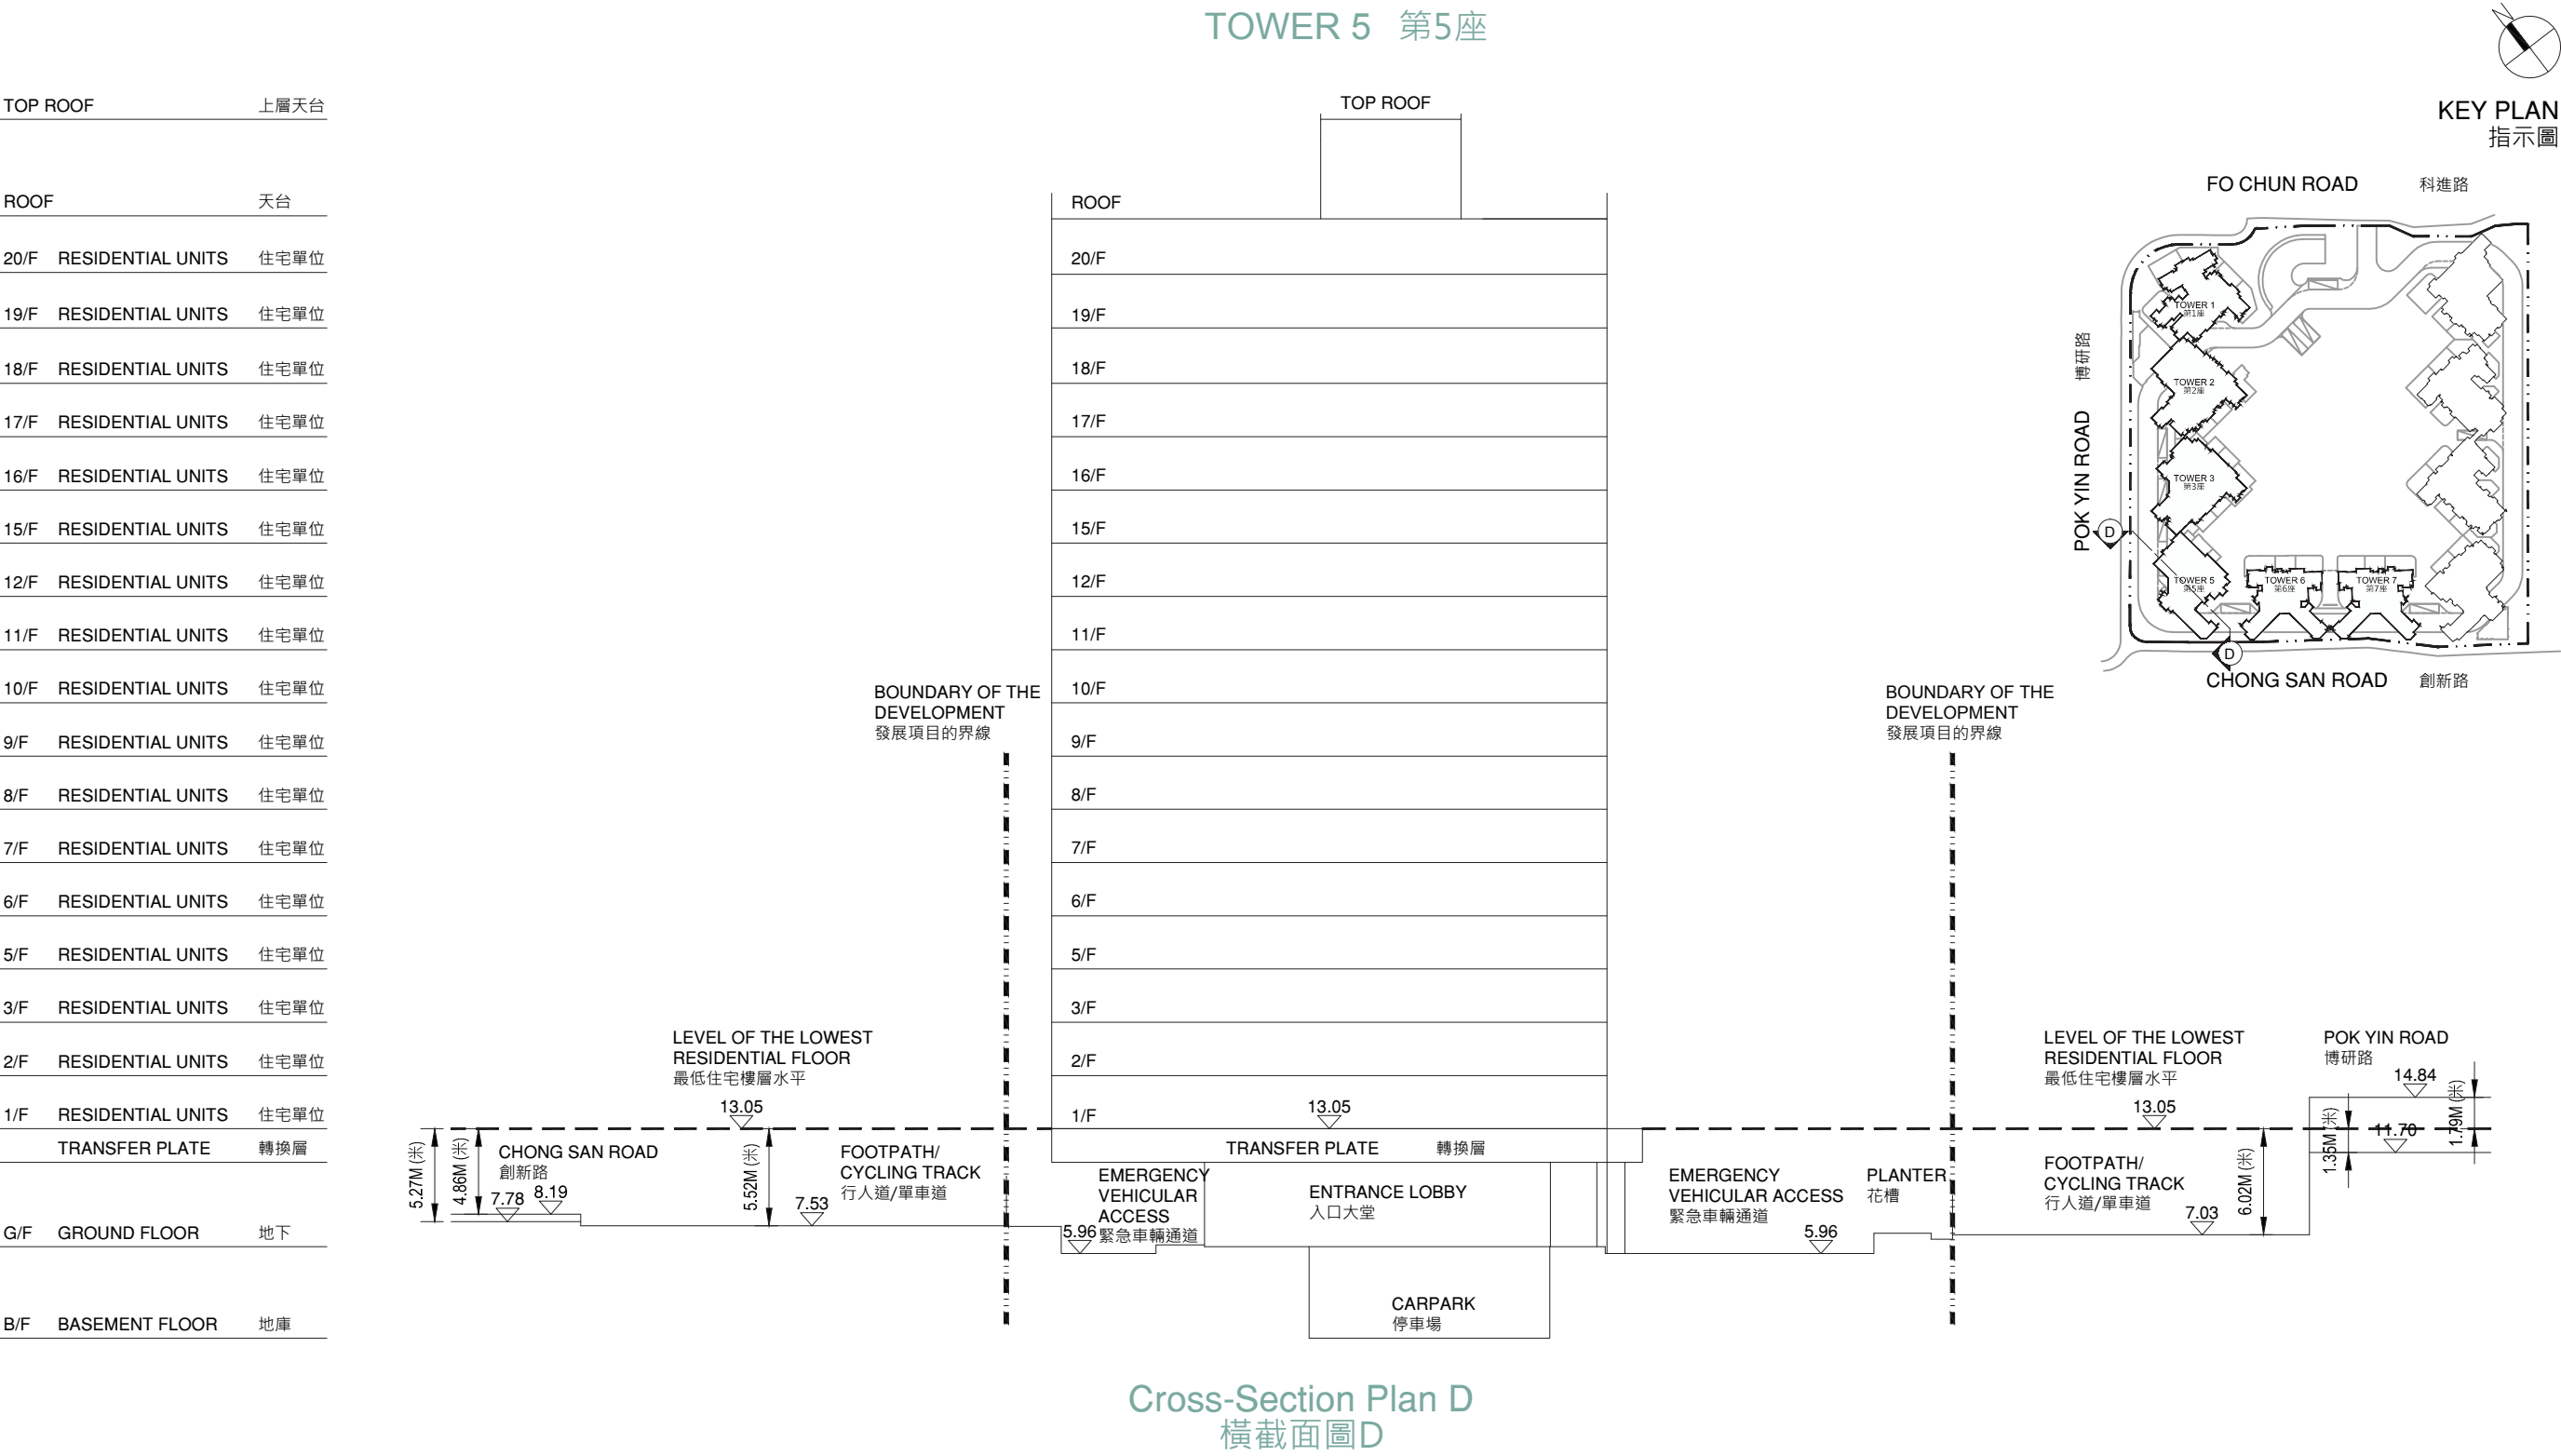 TOWER 5 第5座
KEY PLAN
指示圖
TOP ROOF 上層天台
ROOF 天台
20/F RESIDENTIAL UNITS 住宅單位
19/F RESIDENTIAL UNITS 住宅單位
18/F RESIDENTIAL UNITS 住宅單位
17/F RESIDENTIAL UNITS 住宅單位
16/F RESIDENTIAL UNITS 住宅單位
15/F RESIDENTIAL UNITS 住宅單位
12/F RESIDENTIAL UNITS 住宅單位
11/F RESIDENTIAL UNITS 住宅單位
10/F RESIDENTIAL UNITS 住宅單位
9/F RESIDENTIAL UNITS 住宅單位
8/F RESIDENTIAL UNITS 住宅單位
7/F RESIDENTIAL UNITS 住宅單位
6/F RESIDENTIAL UNITS 住宅單位
5/F RESIDENTIAL UNITS 住宅單位
3/F RESIDENTIAL UNITS 住宅單位
2/F RESIDENTIAL UNITS 住宅單位
1/F RESIDENTIAL UNITS 住宅單位
TRANSFER PLATE 轉換層
G/F GROUND FLOOR 地下
B/F BASEMENT FLOOR 地庫
TOP ROOF
ROOF
20/F
19/F
18/F
17/F
16/F
15/F
12/F
11/F
10/F
9/F
8/F
7/F
6/F
5/F
3/F
2/F
1/F
13.05
TRANSFER PLATE 轉換層
ENTRANCE LOBBY
入口大堂
CARPARK
停車場
BOUNDARY OF THE
DEVELOPMENT
發展項目的界線
LEVEL OF THE LOWEST
RESIDENTIAL FLOOR
最低住宅樓層水平
13.05
5.27M (米)
4.86M (米)
CHONG SAN ROAD
創新路
7.78
8.19
5.52M (米)
7.53
FOOTPATH/
CYCLING TRACK
行人道/單車道
EMERGENCY
VEHICULAR
ACCESS
緊急車輛通道
5.96
EMERGENCY
VEHICULAR ACCESS
緊急車輛通道
5.96
PLANTER
花槽
BOUNDARY OF THE
DEVELOPMENT
發展項目的界線
LEVEL OF THE LOWEST
RESIDENTIAL FLOOR
最低住宅樓層水平
13.05
FOOTPATH/
CYCLING TRACK
行人道/單車道
7.03
6.02M (米)
POK YIN ROAD
博研路
14.84
11.70
1.35M (米)
1.79M (米)
FO CHUN ROAD 科進路
POK YIN ROAD 博研路
TOWER 1
第1座
TOWER 2
第2座
TOWER 3
第3座
TOWER 5
第5座
TOWER 6
第6座
TOWER 7
第7座
D
D
CHONG SAN ROAD 創新路
Cross-Section Plan D
橫截面圖D